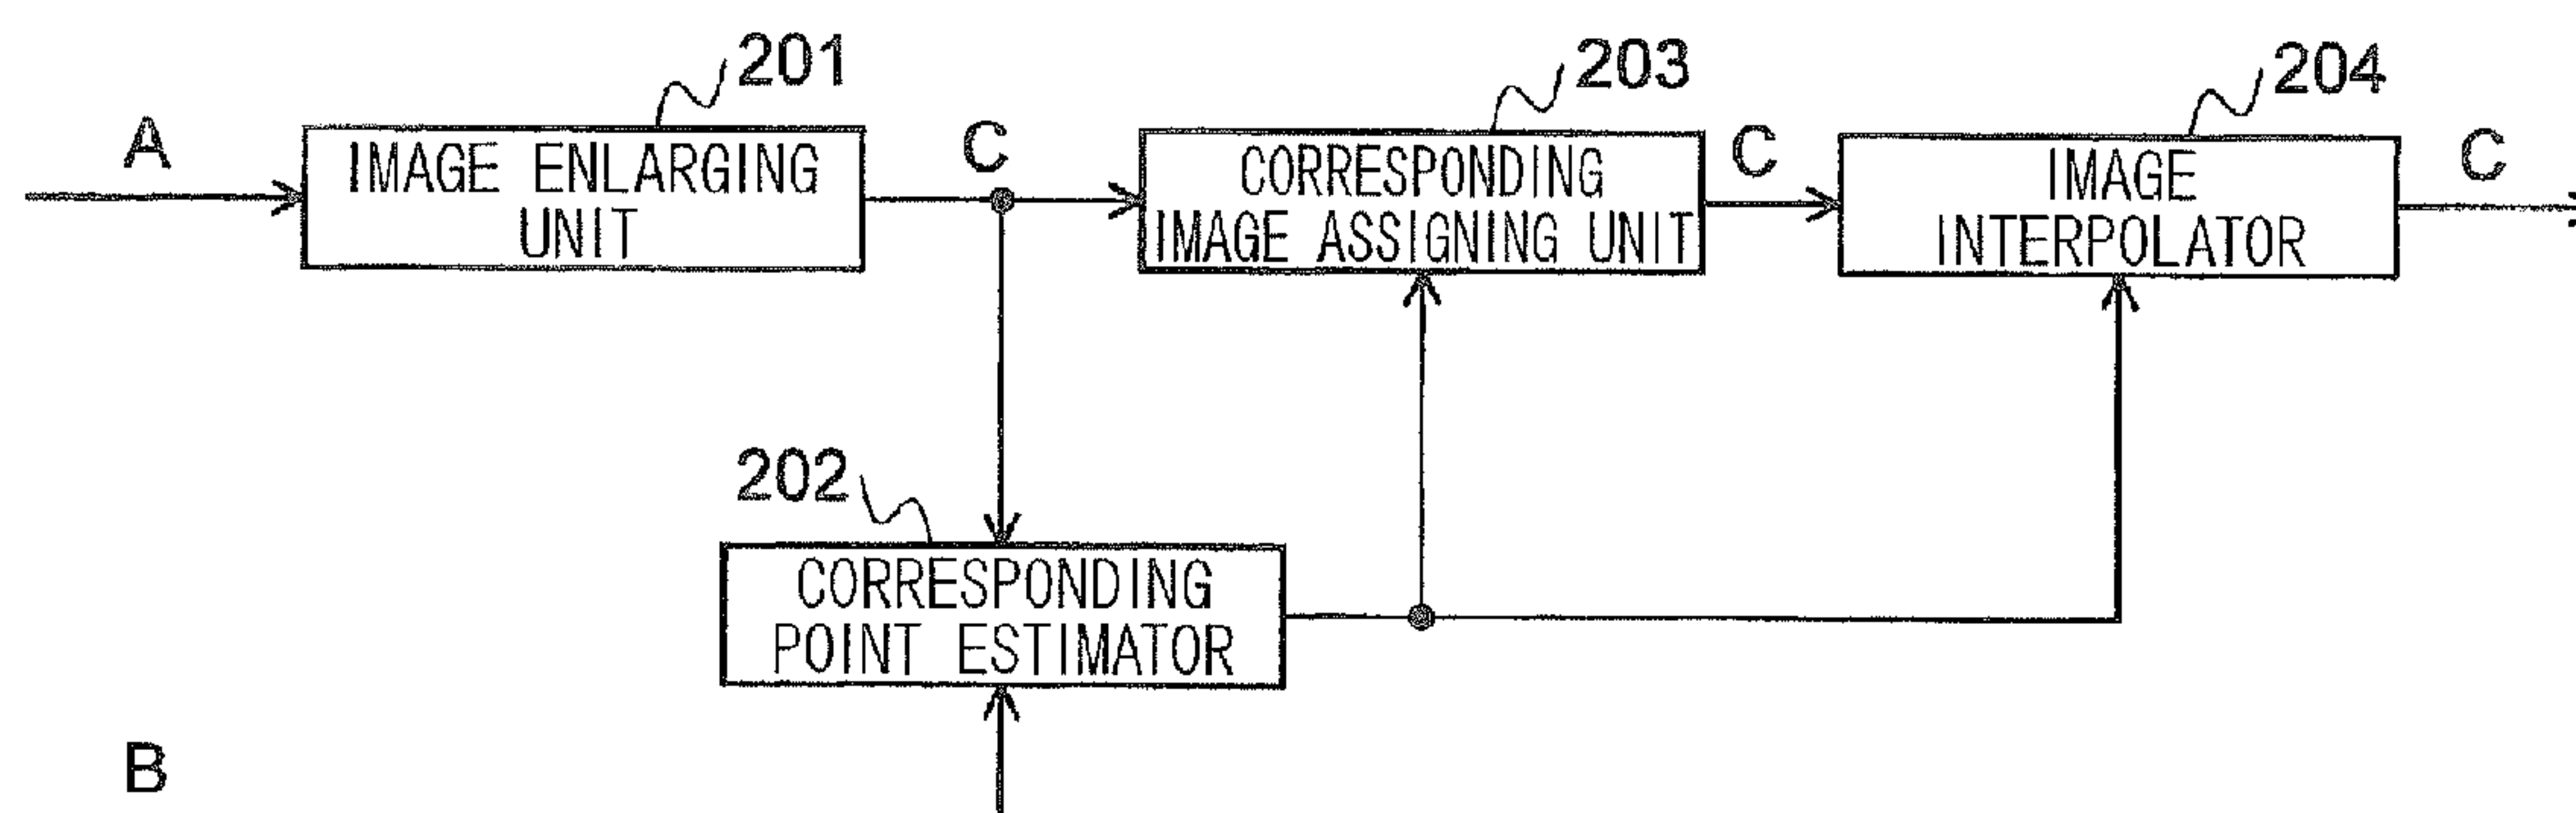 201
203
204
A
C
C
C
IMAGE ENLARGING
UNIT
CORRESPONDING
IMAGE ASSIGNING UNIT
IMAGE
INTERPOLATOR
202
CORRESPONDING
POINT ESTIMATOR
B